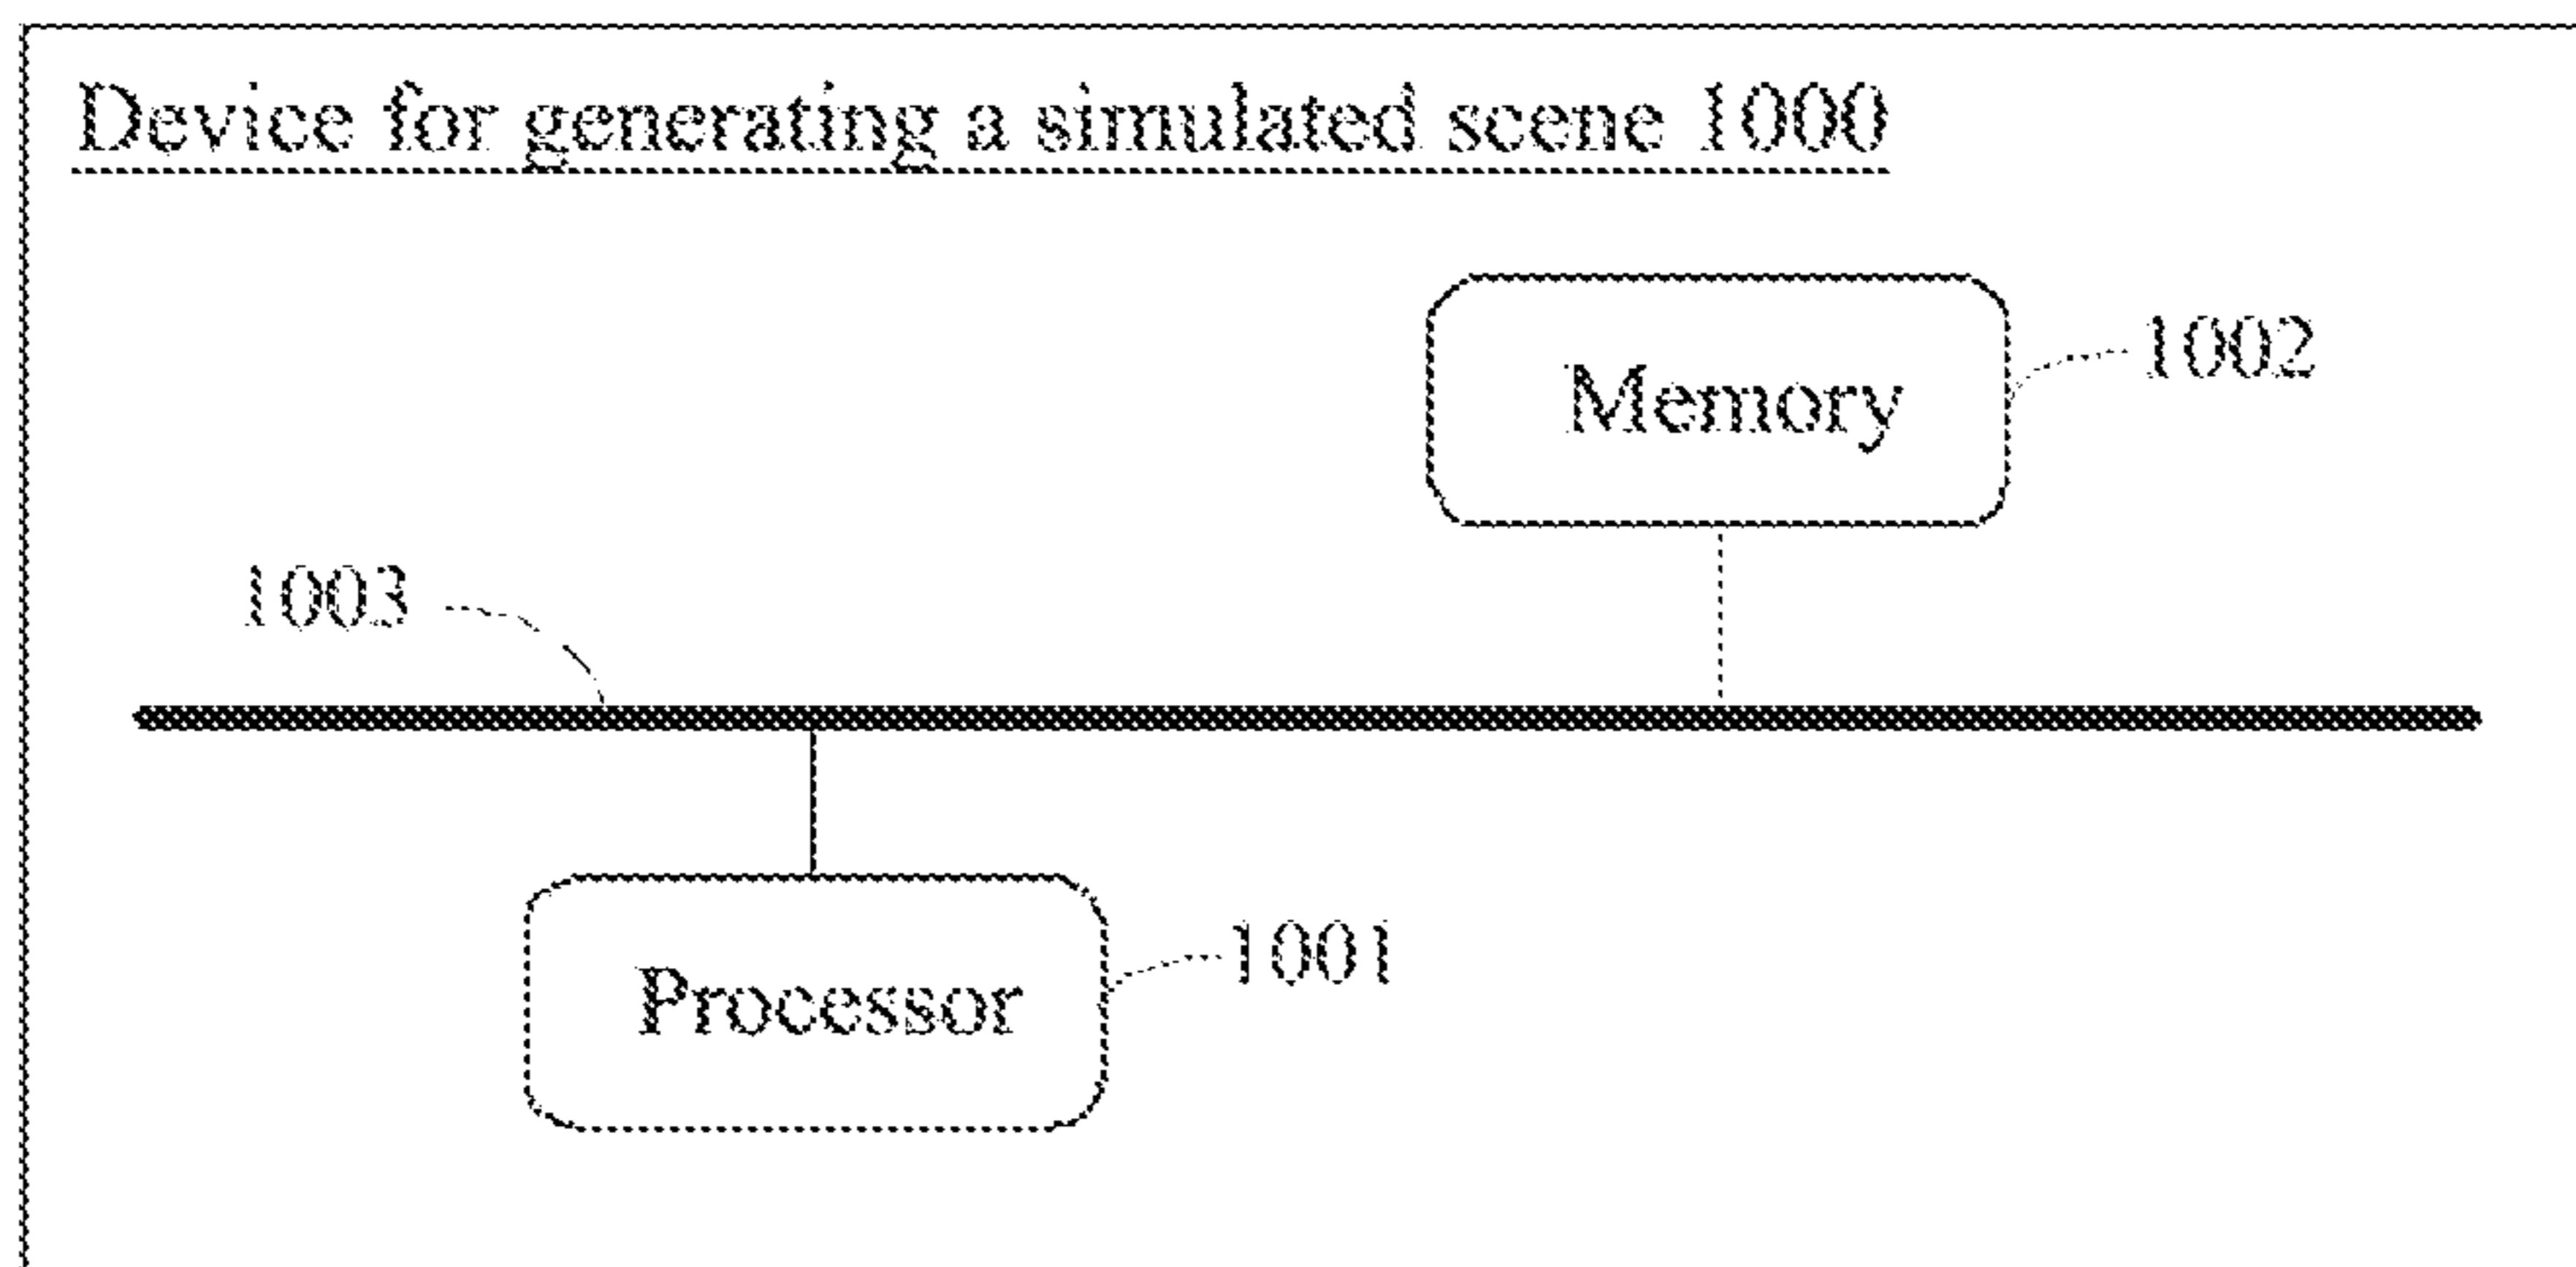 Device for generating a simulated scene 1000
Memory
1002
1003
Processor
1001